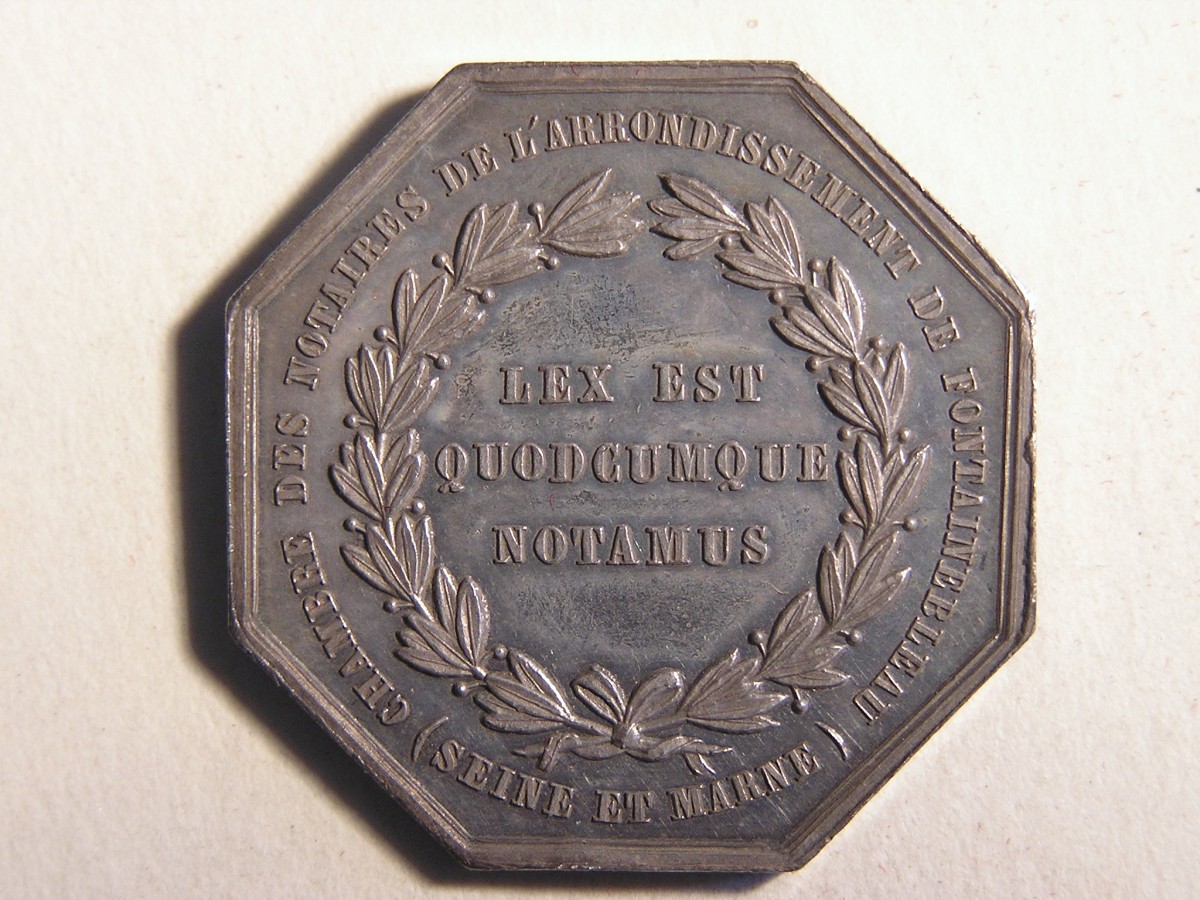 CHAMBRE DES NOTAIRES DE L'ARRONDISSEMENT DE FONTAINEBLEAU
(SEINE ET MARNE)
LEX EST
QUODCUMQUE
NOTAMUS